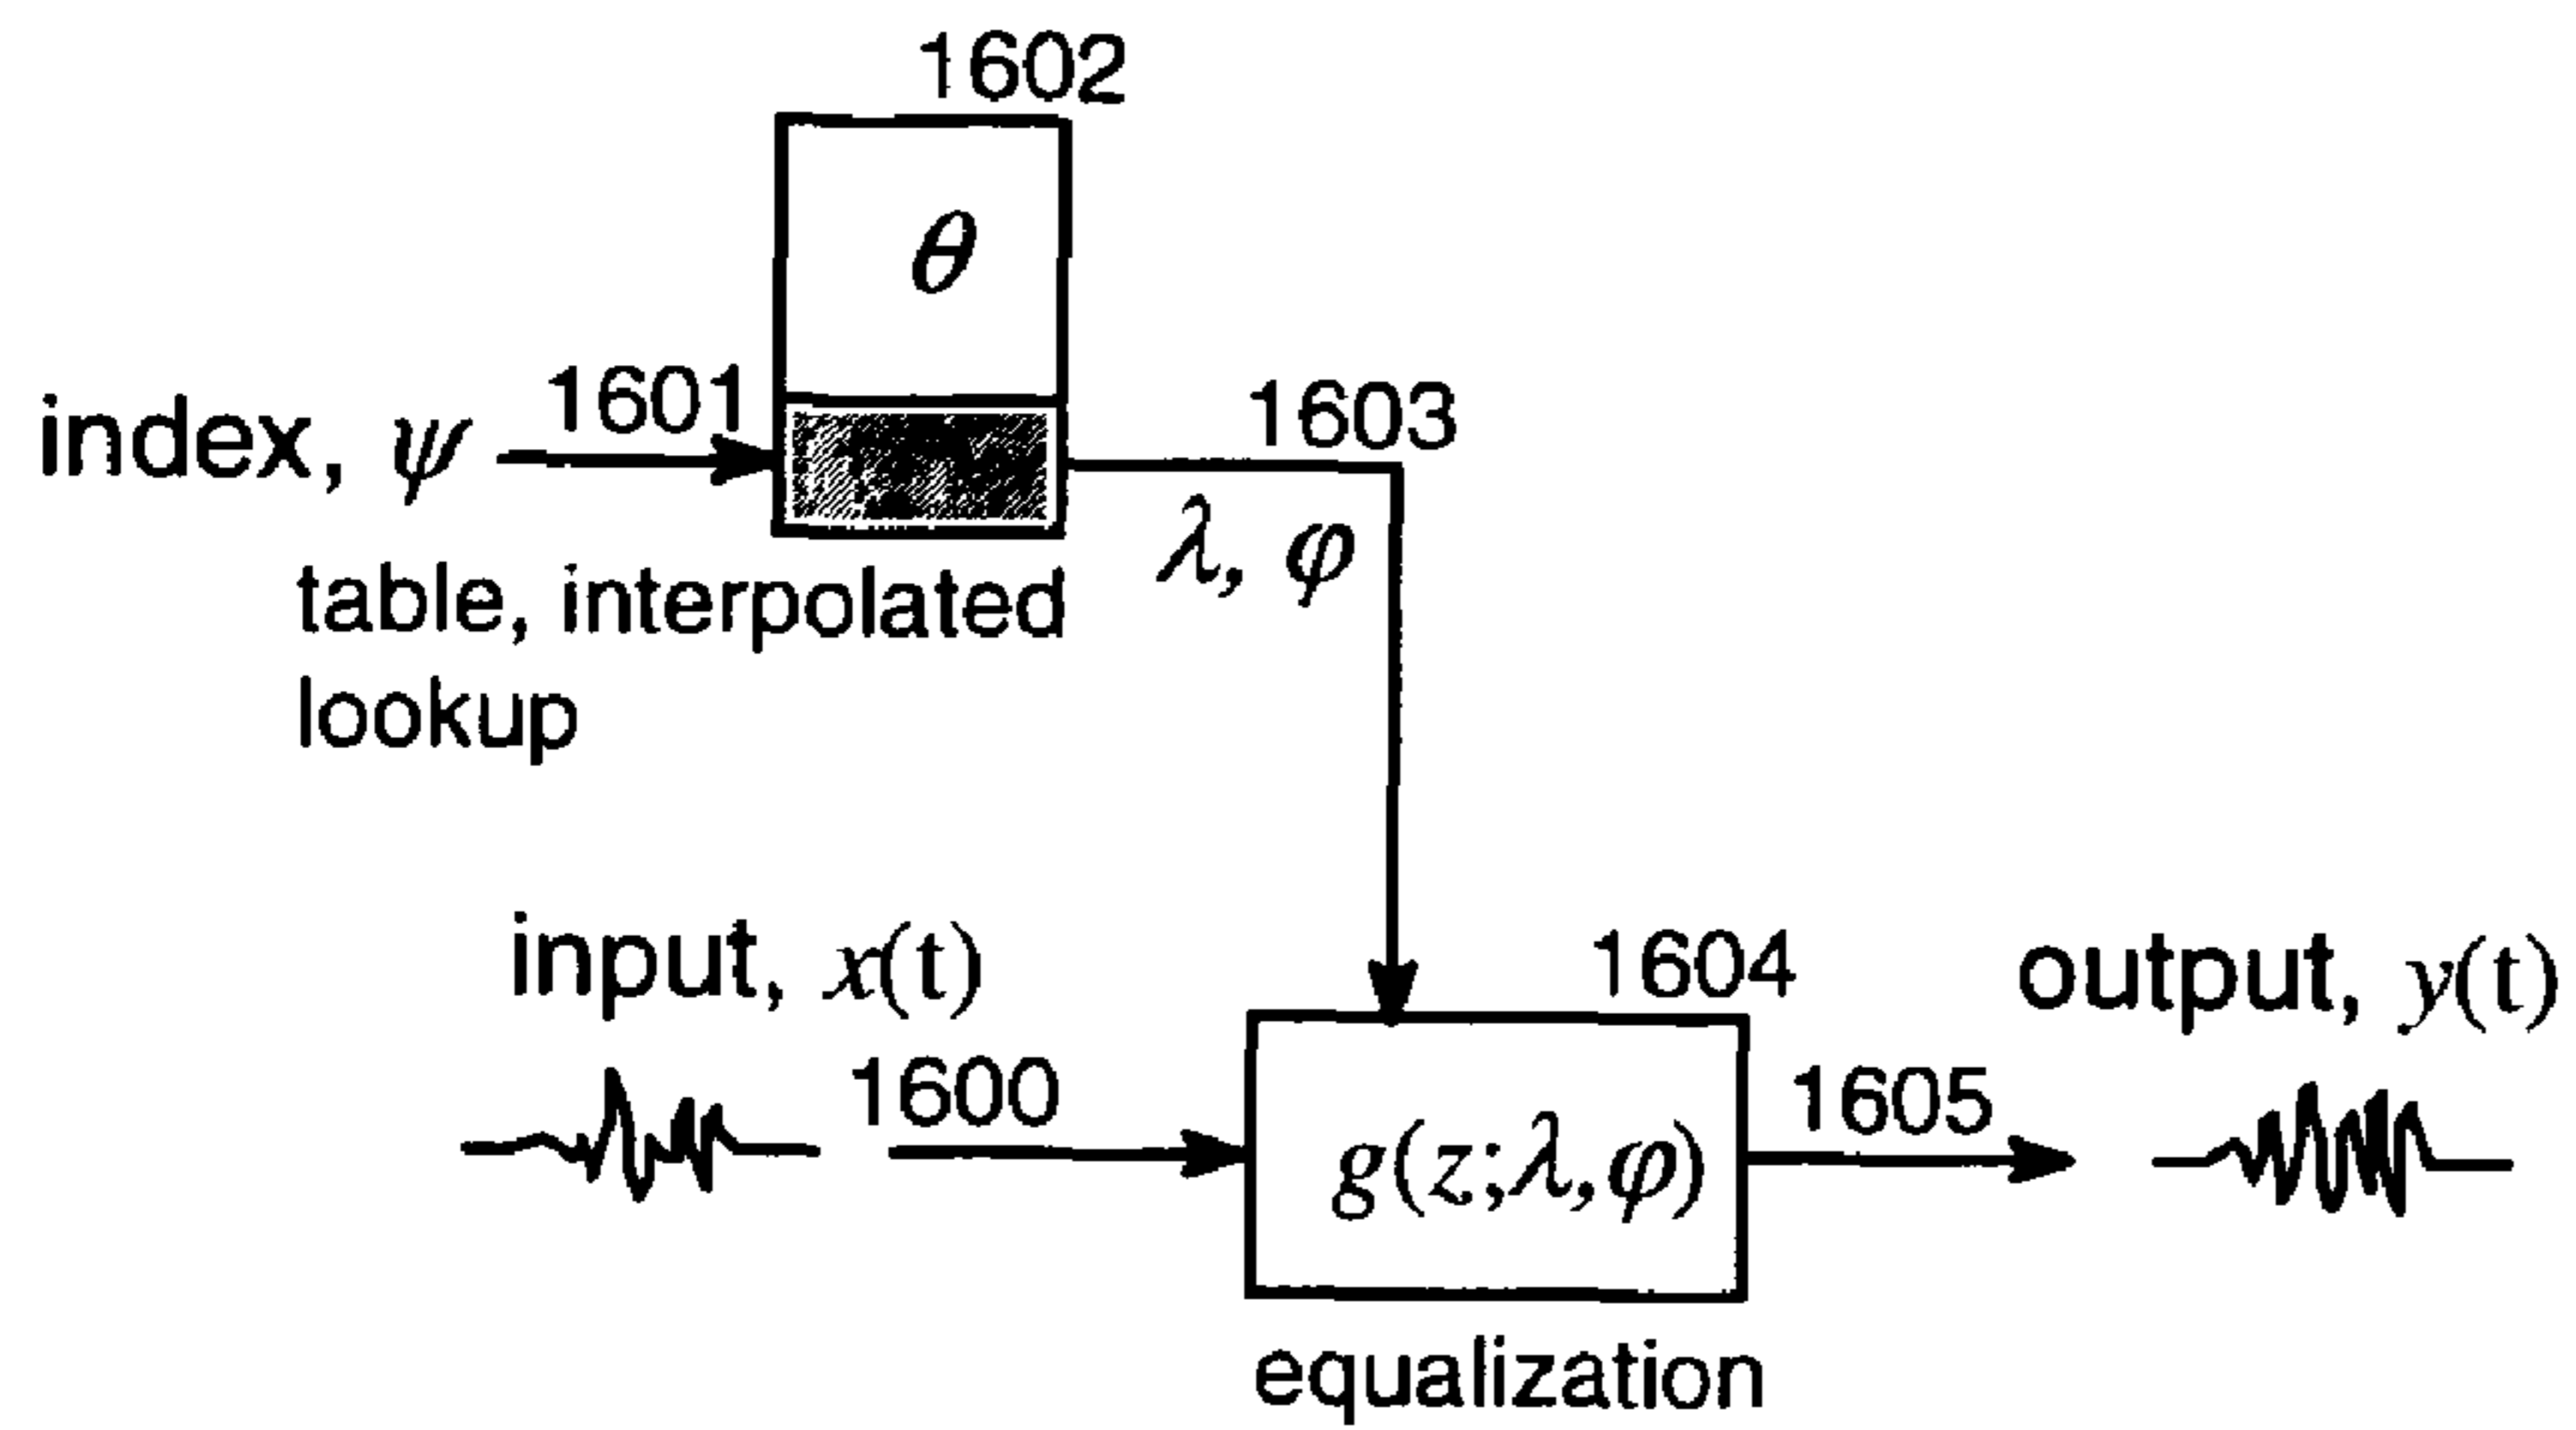 1602
θ
1601
index, ψ
1603
λ, φ
table, interpolated
lookup
input, x(t)
1604
output, y(t)
1600
g(z;λ,φ)
1605
equalization